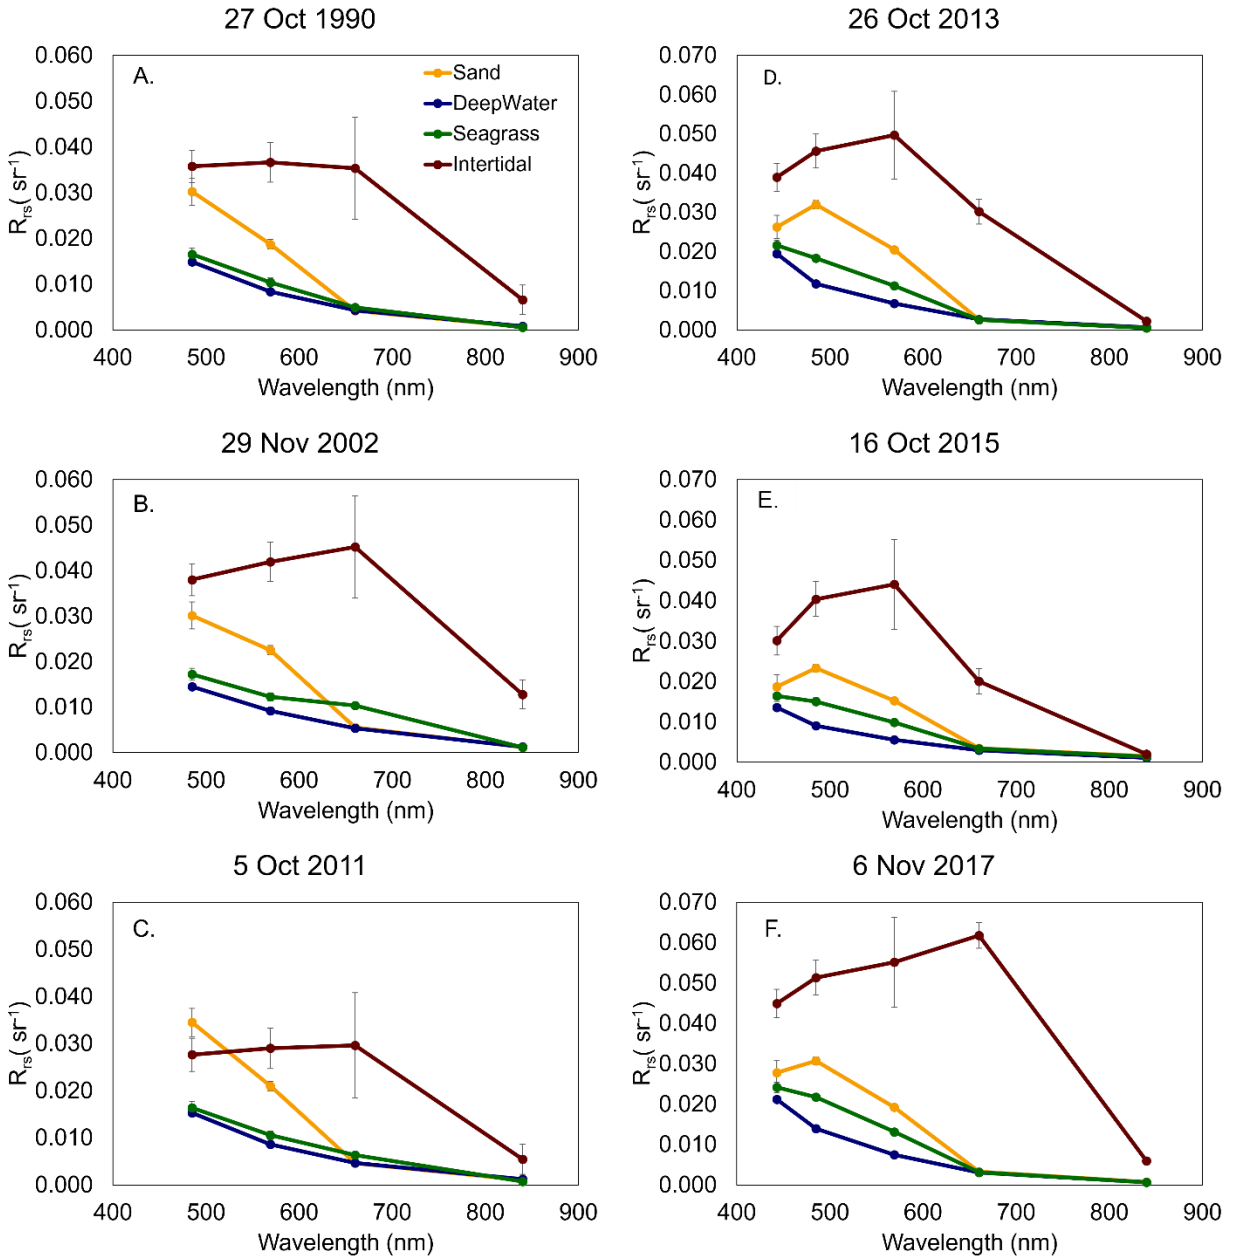 27 Oct 1990
0.060
0.050
0.040
0.030
0.020
0.010
0.000
Rrs( sr-1)
A.
Sand
DeepWater
Seagrass
Intertidal
400 500 600 700 800 900
Wavelength (nm)
26 Oct 2013
0.070
0.060
0.050
0.040
0.030
0.020
0.010
0.000
Rrs( sr-1)
D.
400 500 600 700 800 900
Wavelength (nm)
29 Nov 2002
0.060
0.050
0.040
0.030
0.020
0.010
0.000
Rrs( sr-1)
B.
400 500 600 700 800 900
Wavelength (nm)
16 Oct 2015
0.070
0.060
0.050
0.040
0.030
0.020
0.010
0.000
Rrs( sr-1)
E.
400 500 600 700 800 900
Wavelength (nm)
5 Oct 2011
0.060
0.050
0.040
0.030
0.020
0.010
0.000
Rrs( sr-1)
C.
400 500 600 700 800 900
Wavelength (nm)
6 Nov 2017
0.070
0.060
0.050
0.040
0.030
0.020
0.010
0.000
Rrs( sr-1)
F.
400 500 600 700 800 900
Wavelength (nm)